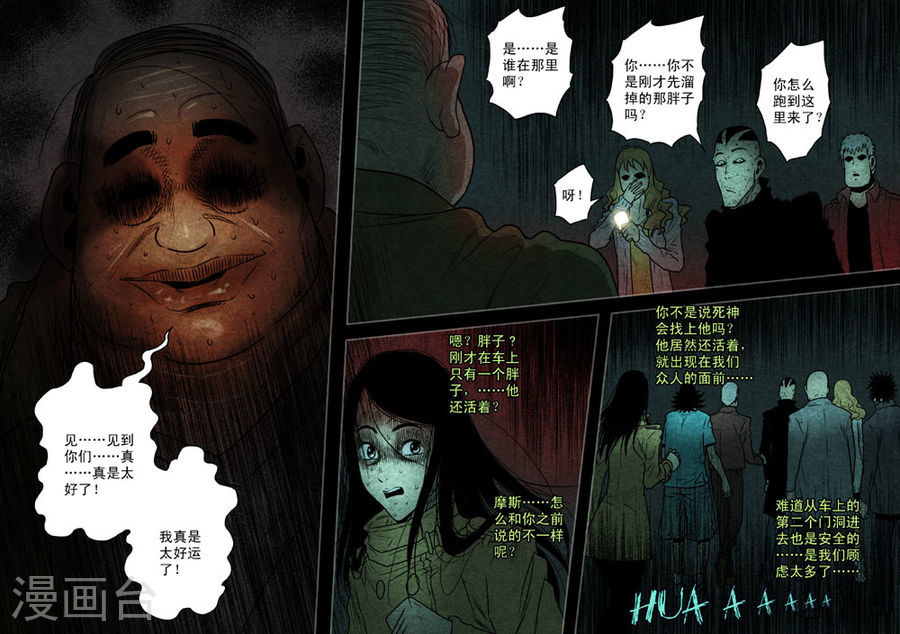 是……是
谁在那里
啊？
你……你不
是刚才先溜
掉的那胖子
吗？
你怎么
跑到这
里来了？
呀！
见……见到
你们……真
……真是太
好了！
我真是
太好运
了！
嗯？胖子？
刚才在车上
只有一个胖
子，……他
还活着？
摩斯……怎
么和你之前
说的不一样
呢？
你不是说死神
会找上他吗？
他居然还活着，
就出现在我们
众人的面前……
难道从车上的
第二个门洞进
去也是安全的
……是我们顾
虑太多了……
HUA A A A A A
漫画台